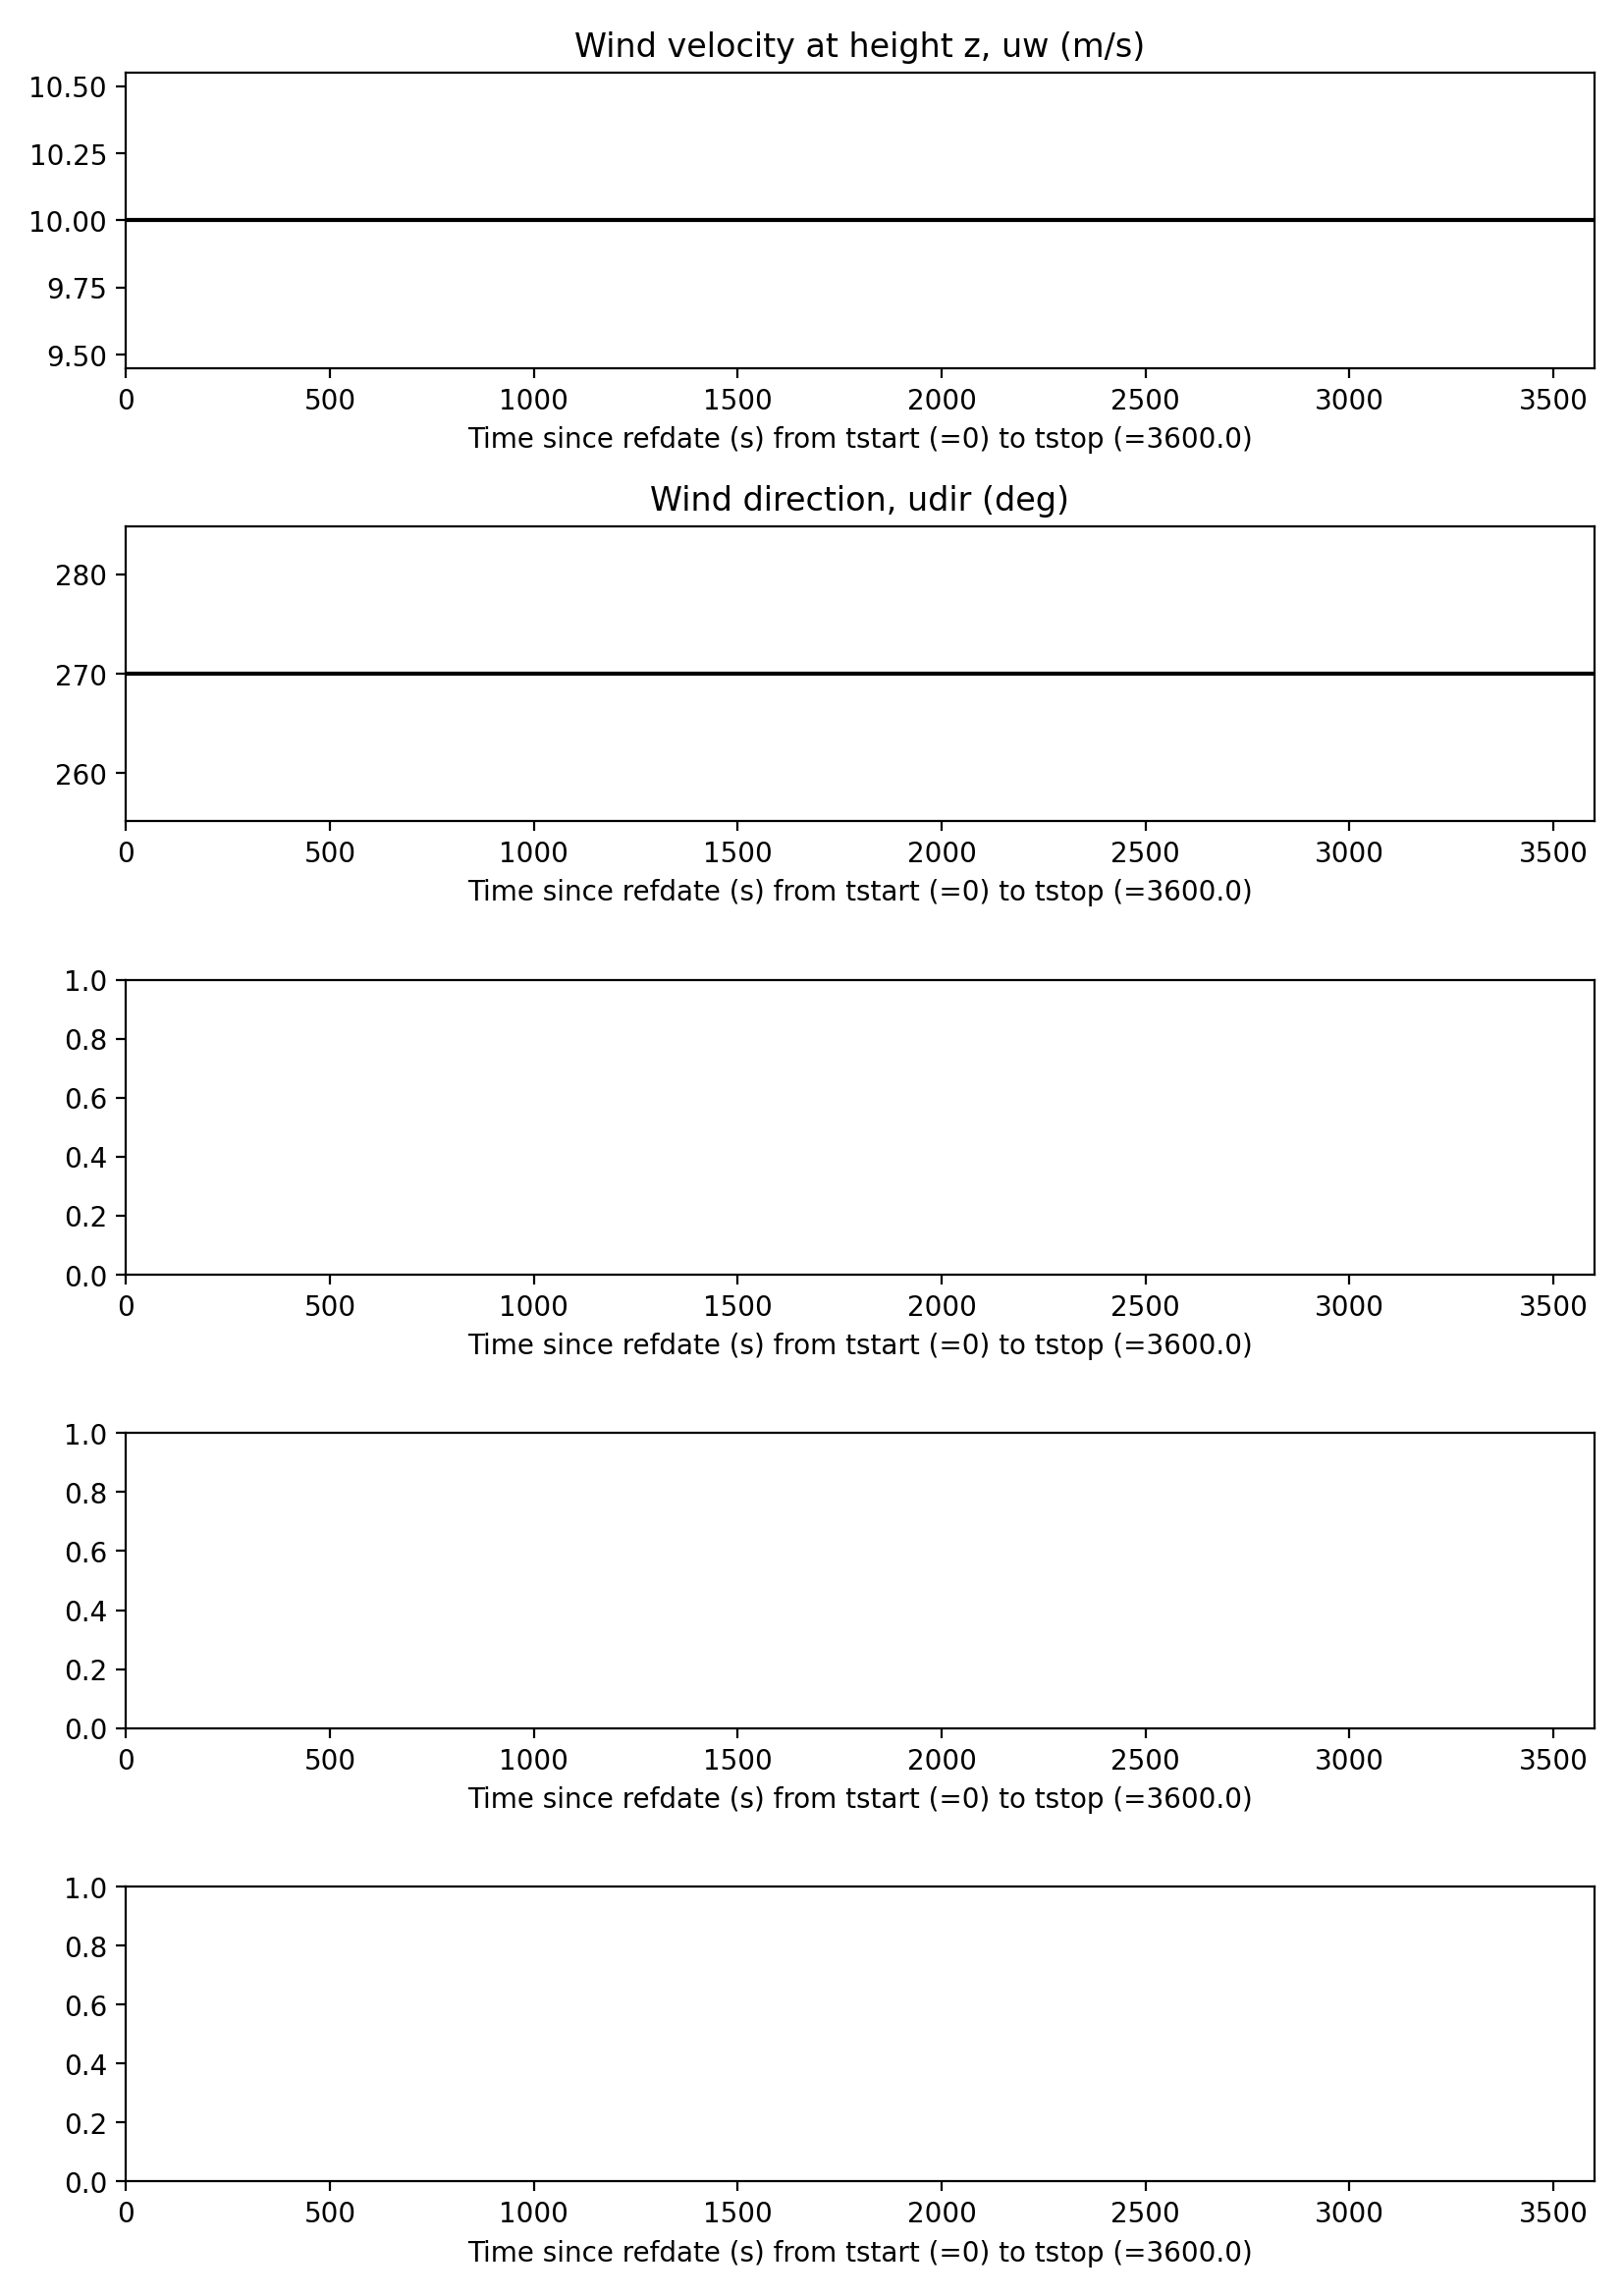 Wind velocity at height z, uw (m/s)
10.50
10.25
10.00
9.75
9.50
0 500 1000 1500 2000 2500 3000 3500
Time since refdate (s) from tstart (=0) to tstop (=3600.0)
Wind direction, udir (deg)
280
270
260
0 500 1000 1500 2000 2500 3000 3500
Time since refdate (s) from tstart (=0) to tstop (=3600.0)
1.0
0.8
0.6
0.4
0.2
0.0
0 500 1000 1500 2000 2500 3000 3500
Time since refdate (s) from tstart (=0) to tstop (=3600.0)
1.0
0.8
0.6
0.4
0.2
0.0
0 500 1000 1500 2000 2500 3000 3500
Time since refdate (s) from tstart (=0) to tstop (=3600.0)
1.0
0.8
0.6
0.4
0.2
0.0
0 500 1000 1500 2000 2500 3000 3500
Time since refdate (s) from tstart (=0) to tstop (=3600.0)